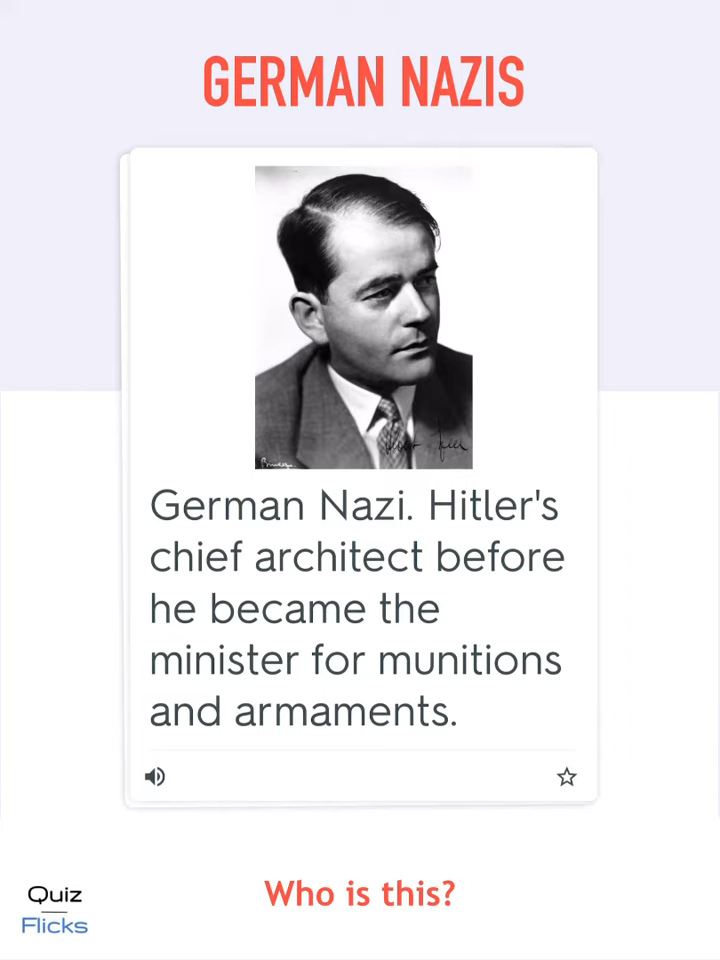 GERMAN NAZIS
German Nazi. Hitler's
chief architect before
he became the
minister for munitions
and armaments.
Quiz
Flicks
Who is this?